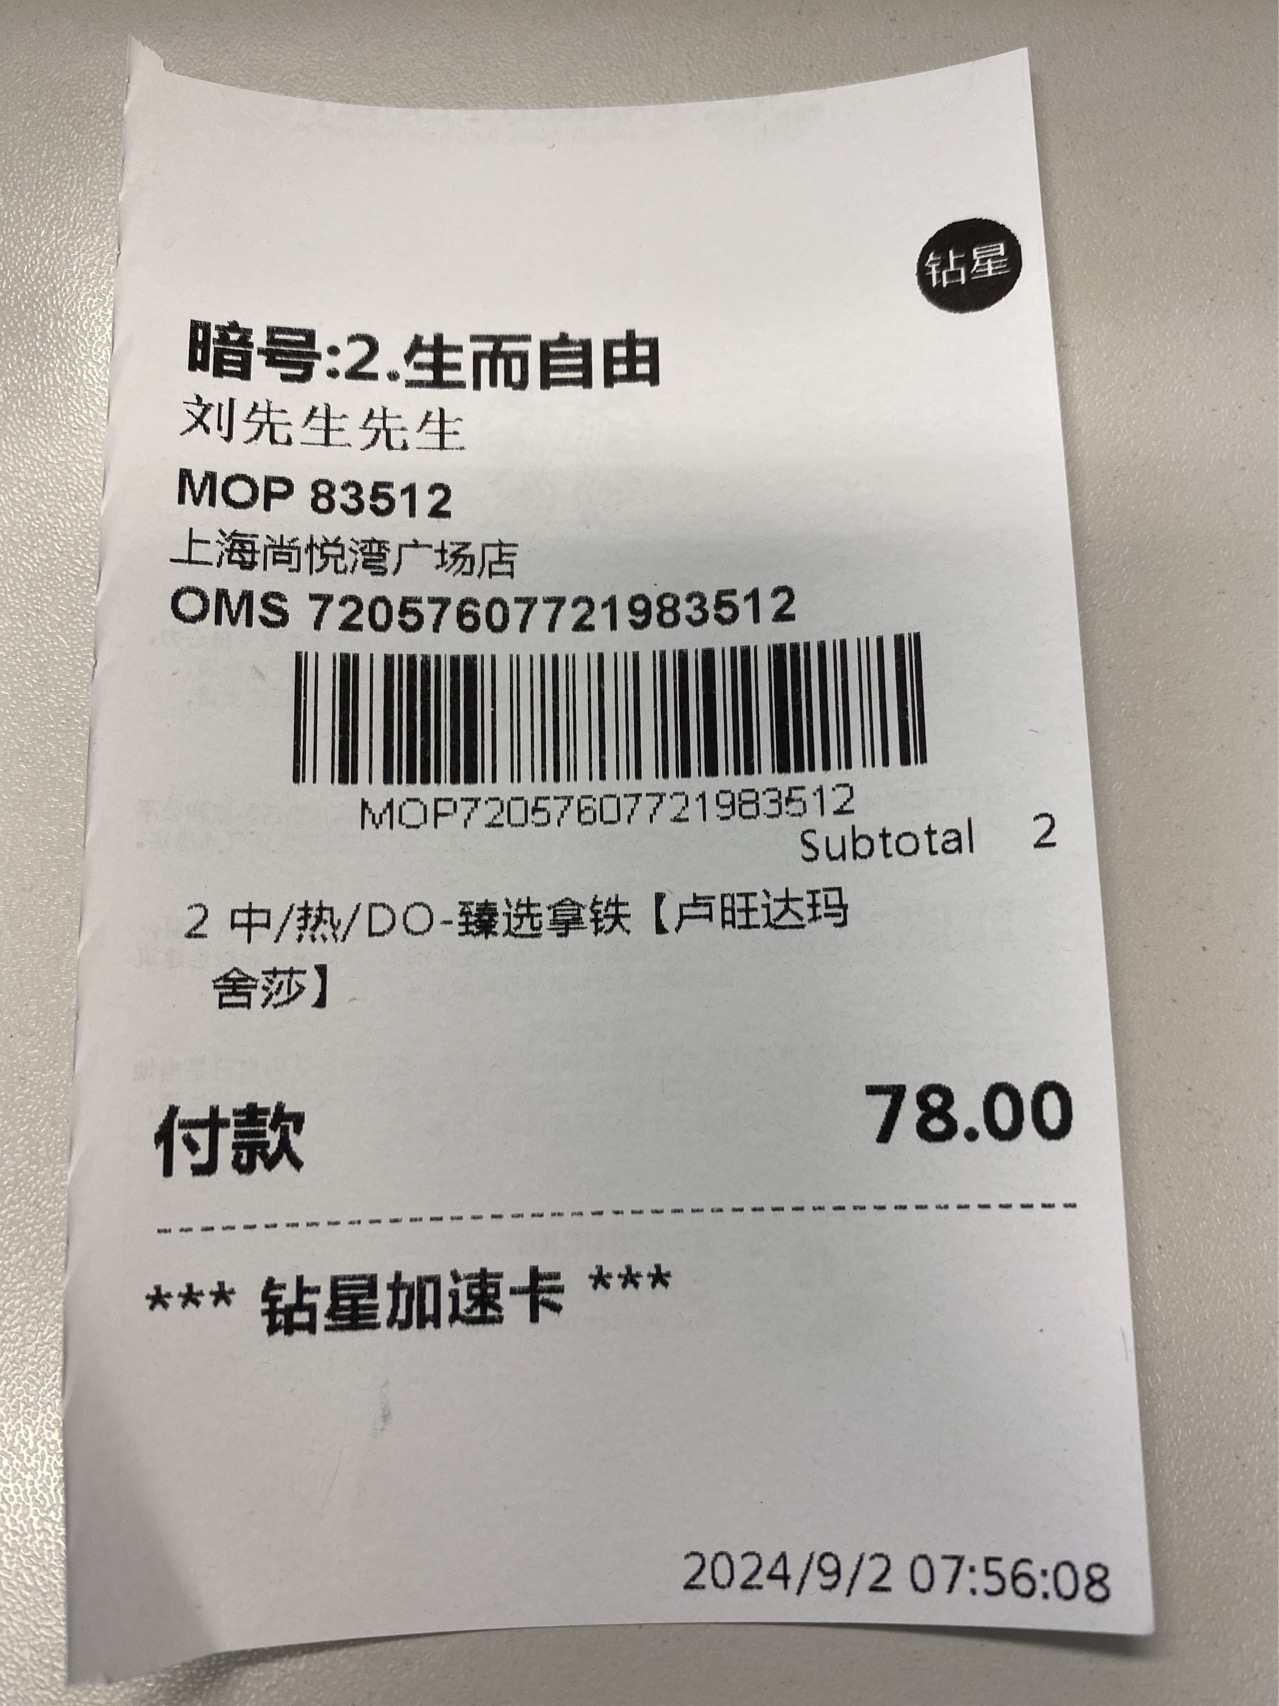 钻星
暗号:2.生而自由
刘先生先生
MOP 83512
上海尚悦湾广场店
OMS 72057607721983512
MOP72057607721983512
Subtotal 2
2 中/热/DO-臻选拿铁【卢旺达玛
舍莎】
付款 78.00
--------------------------------
*** 钻星加速卡 ***
2024/9/2 07:56:08